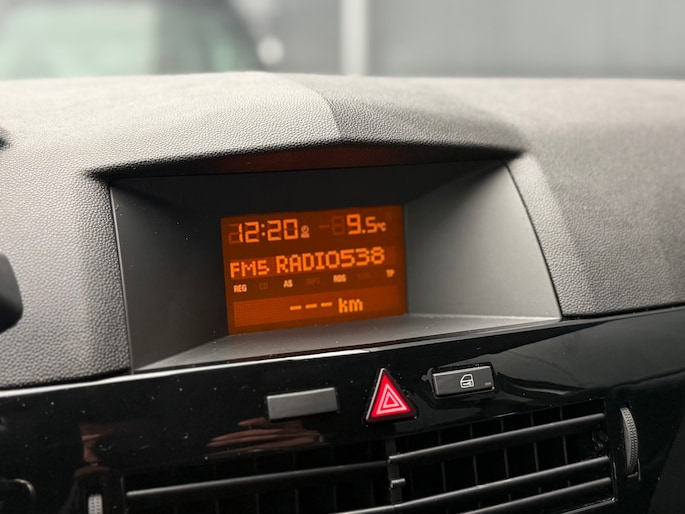 12:20 9.5°C
FM5 RADIO538
REG AS RDS TP
--- km